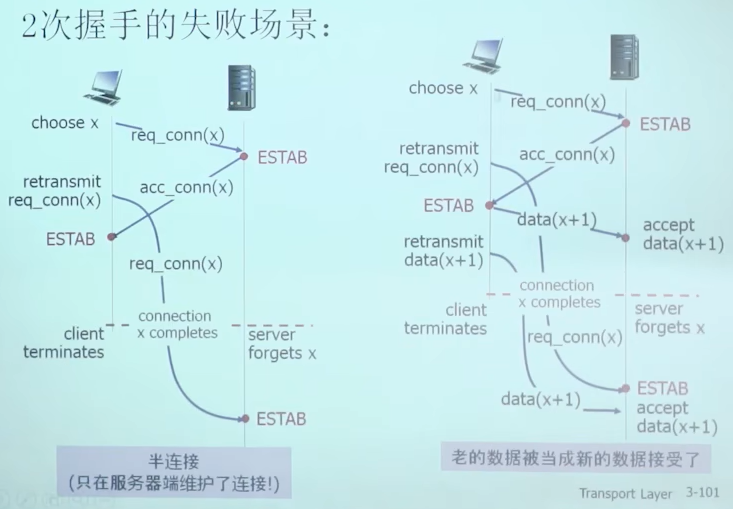 2次握手的失败场景：
choose x
req_conn(x)
ESTAB
retransmit
req_conn(x)
acc_conn(x)
ESTAB
req_conn(x)
connection
x completes
client
terminates
server
forgets x
ESTAB
半连接
(只在服务器端维护了连接!)
choose x
req_conn(x)
ESTAB
retransmit
req_conn(x)
acc_conn(x)
ESTAB
data(x+1)
accept
data(x+1)
retransmit
data(x+1)
connection
x completes
client
terminates
server
forgets x
req_conn(x)
ESTAB
data(x+1)
accept
data(x+1)
老的数据被当成新的数据接受了
Transport Layer 3-101